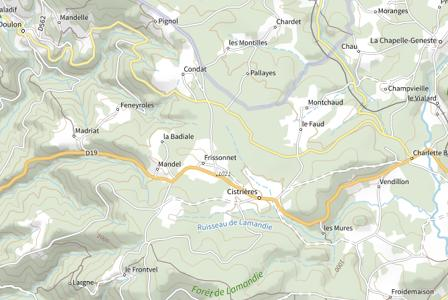 aladif
Doulon
Mandelle
D562
Pignol
Chardet
Moranges
les Montilles
Chau
La Chapelle-Geneste
Condat
Pallayes
Champvieille
le Vialard
Feneyroles
Montchaud
le Faud
Madriat
la Badiale
D19
Mandel
Frissonnet
Charlette B
Vendillon
Cistrières
les Mures
Ruisseau de Lamandie
le Frontvel
Largne
Forêt de Lamandie
Froidemaison